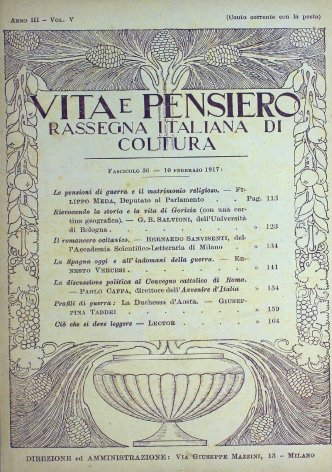 ANNO III - VOL. V (Conto corrente con la posta)
VITA E PENSIERO
RASSEGNA ITALIANA DI
COLTURA
FASCICOLO 36 — 10 FEBBRAIO 1917:
Le pensioni di guerra e il matrimonio religioso. — FI-
LIPPO MEDA, Deputato al Parlamento . . Pag. 113
Rievocando la storia e la vita di Gorizia (con una car-
tina geografica). — G. B. SALVIONI, dell'Università
di Bologna . » 123
Il romancero ositanico. — BERNARDO SANVISENTI, del-
l'Accademia Scientifico-Letteraria di Milano » 134
La Spagna oggi e all'indomani della guerra. — ER-
NESTO VERCESI . » 141
La discussione politica al Convegno cattolico di Roma.
— PAOLO CAPPA, direttore dell'Avvenire d'Italia » 154
Profili di guerra: La Duchessa d'Aosta. — GIUSEP-
PINA TADDEI . » 159
Ciò che si deve leggere — LECTOR . » 164
DIREZIONE ED AMMINISTRAZIONE: VIA GIUSEPPE MAZZINI, 13 - MILANO